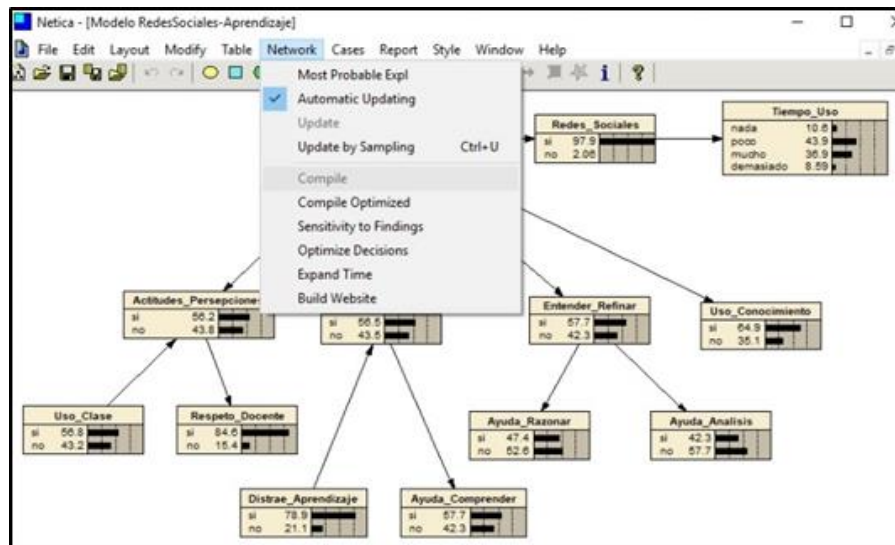 Netica - [Modelo RedesSociales-Aprendizaje]
File Edit Layout Modify Table Network Cases Report Style Window Help
Most Probable Expl
Automatic Updating
Update
Update by Sampling Ctrl+U
Compile
Compile Optimized
Sensitivity to Findings
Optimize Decisions
Expand Time
Build Website
Redes_Sociales
si 97.9
no 2.06
Tiempo_Uso
nada 10.6
poco 43.9
mucho 36.9
demasiado 8.59
Actitudes_Persepciones
si 56.2
no 43.8
si 56.5
no 43.5
Entender_Refinar
si 57.7
no 42.3
Uso_Conocimiento
si 64.9
no 35.1
Uso_Clase
si 56.8
no 43.2
Respeto_Docente
si 84.6
no 15.4
Ayuda_Razonar
si 47.4
no 52.6
Ayuda_Analisis
si 42.3
no 57.7
Distrae_Aprendizaje
si 78.9
no 21.1
Ayuda_Comprender
si 57.7
no 42.3